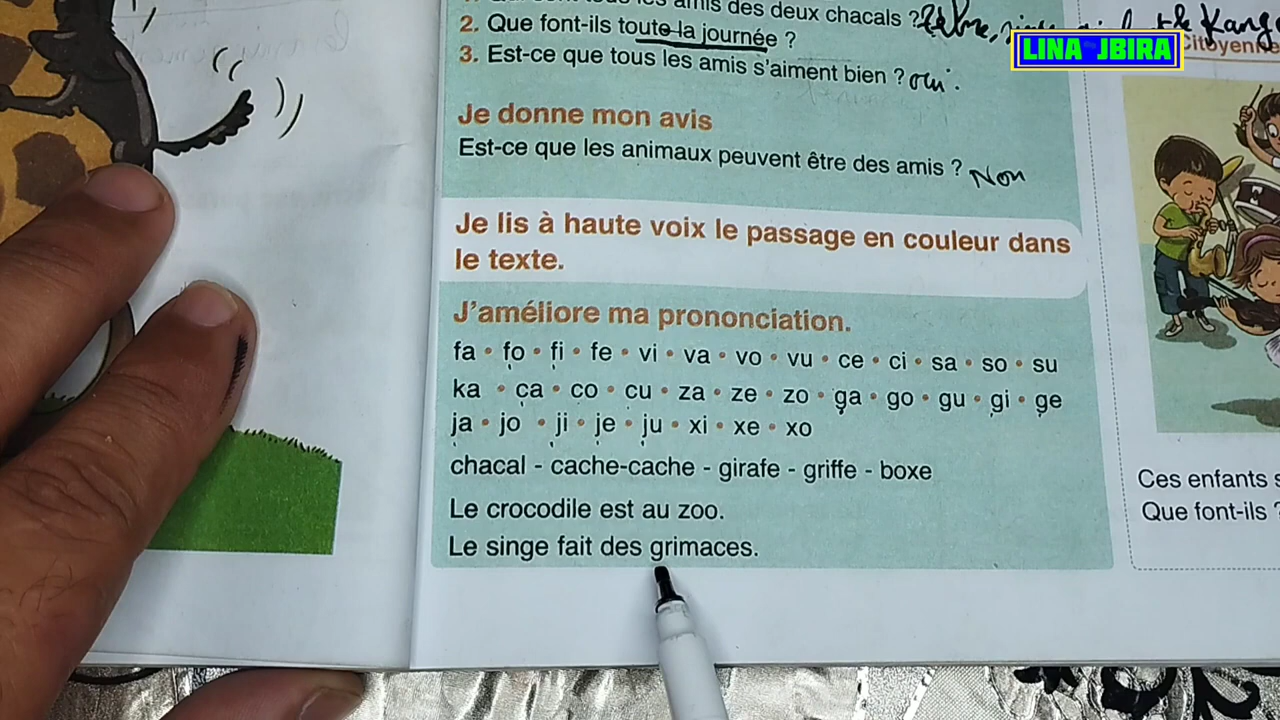 amis des deux chacals ?
LINA JBIRA
2. Que font-ils toute la journée ?
3. Est-ce que tous les amis s'aiment bien ? oui.
Je donne mon avis
Est-ce que les animaux peuvent être des amis ? Non
Je lis à haute voix le passage en couleur dans
le texte.
J'améliore ma prononciation.
fa • fo • fi • fe • vi • va • vo • vu • ce • ci • sa • so • su
ka • ca • co • cu • za • ze • zo • ga • go • gu • gi • ge
ja • jo • ji • je • ju • xi • xe • xo
chacal - cache-cache - girafe - griffe - boxe
Le crocodile est au zoo.
Le singe fait des grimaces.
Ces enfants
Que font-ils ?